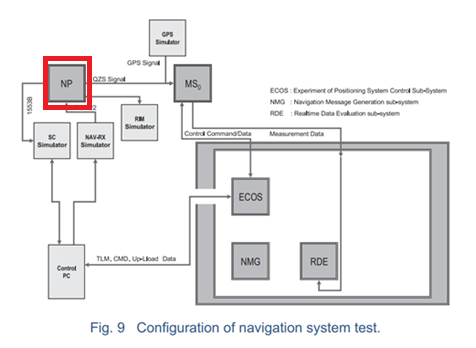 GPS
Simulator
GPS Signal
NP
QZS Signal
MS0
ECOS : Experiment of Positioning System Control Sub-System
NMG : Navigation Message Generation sub-system
RDE : Realtime Data Evaluation sub-system
1553B
2
RIM
Simulator
SC
Simulator
NAV-RX
Simulator
Control Command/Data
Measurement Data
ECOS
Control
PC
TLM, CMD, Up-Lload Data
NMG
RDE
Fig. 9 Configuration of navigation system test.